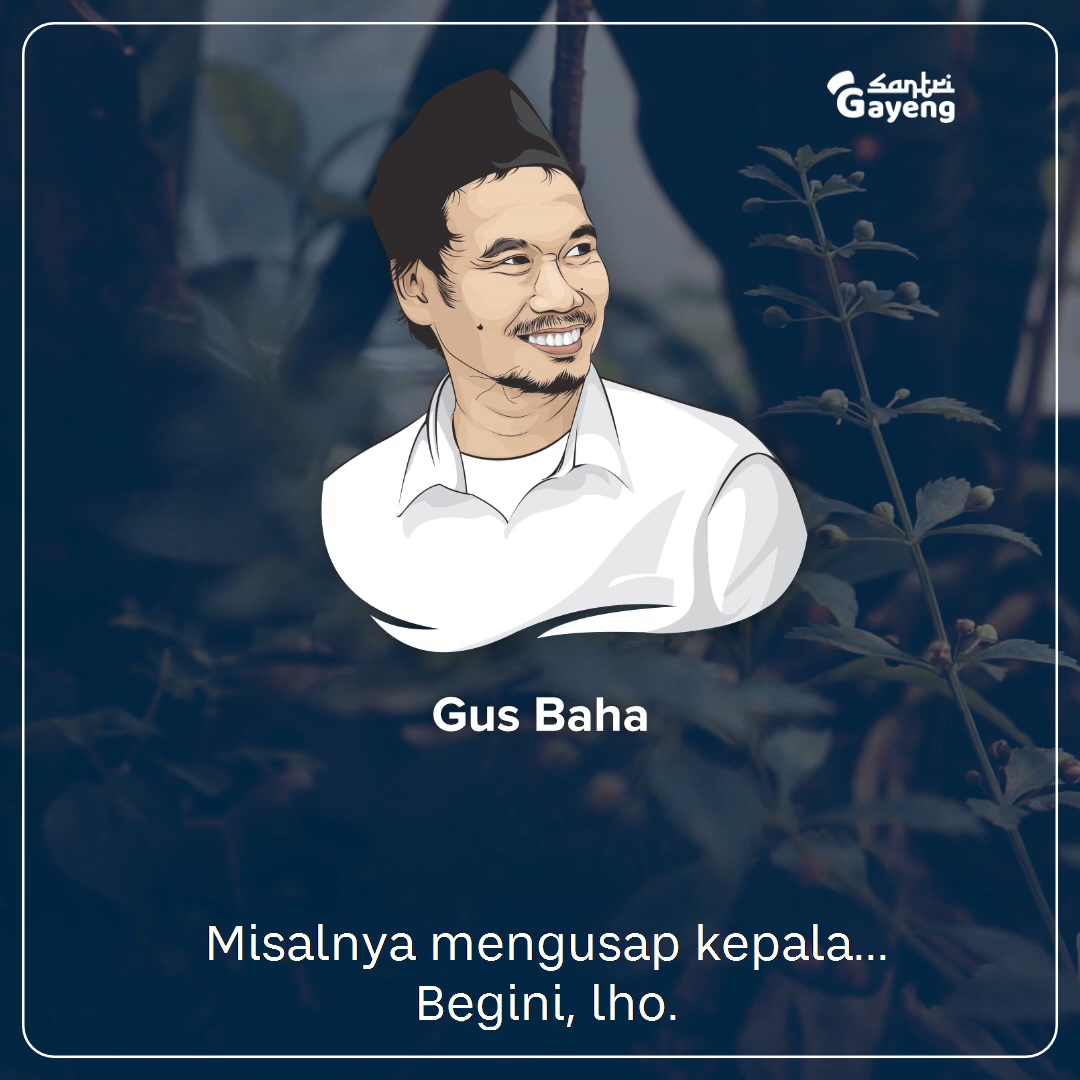 Santri
Gayeng
Gus Baha
Misalnya mengusap kepala...
Begini, lho.